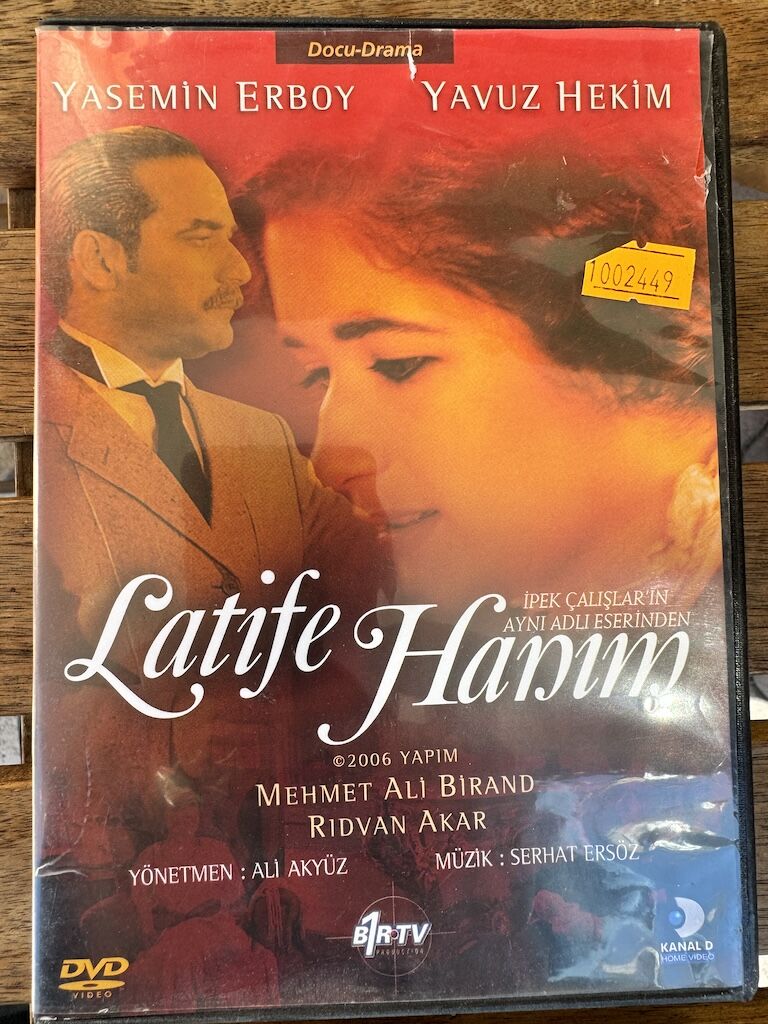 Docu-Drama
YASEMİN ERBOY YAVUZ HEKİM
1002449
İPEK ÇALIŞLAR'IN
AYNI ADLI ESERİNDEN
Latife Hanım
©2006 YAPIM
MEHMET ALİ BİRAND
RIDVAN AKAR
YÖNETMEN : ALİ AKYÜZ MÜZİK : SERHAT ERSÖZ
B1R TV
PRODUCTION
KANAL D
HOME VIDEO
DVD
VIDEO